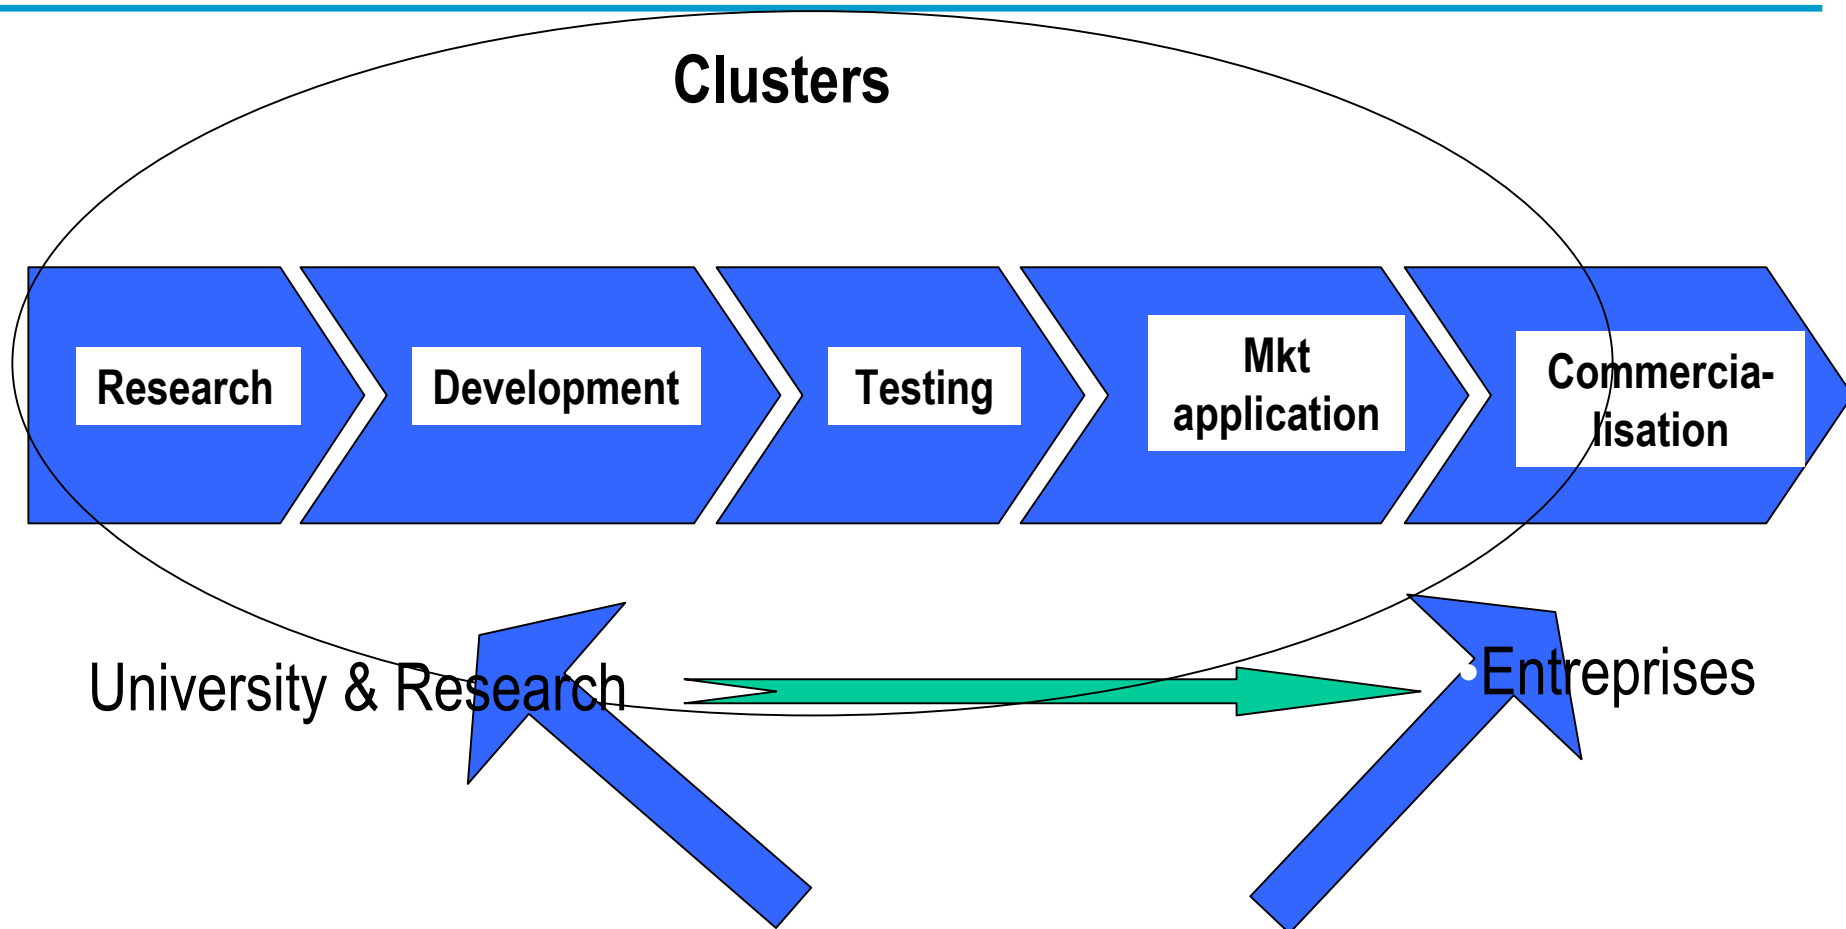 Clusters
Research
Development
Testing
Mkt
application
Commercia-
lisation
University & Research
Entreprises